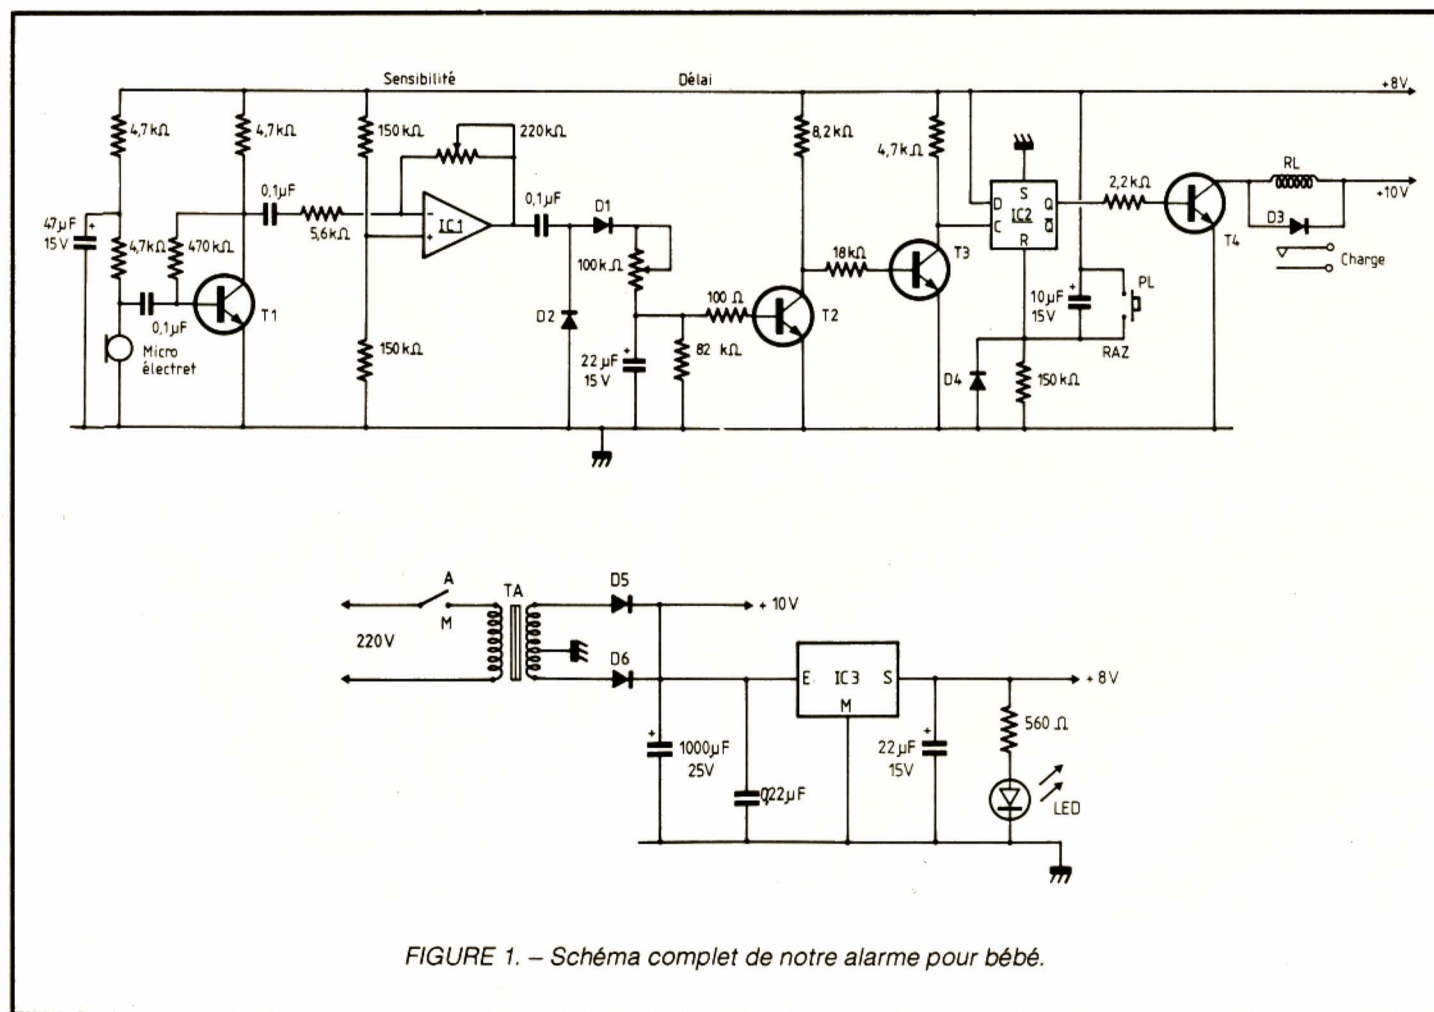 Sensibilité
Délai
+8V
4,7kΩ
4,7kΩ
150kΩ
220kΩ
8,2kΩ
4,7kΩ
RL
+10V
0,1µF
5,6kΩ
-
+
IC1
0,1µF
D1
S
D
Q
IC2
C
Q̅
R
2,2kΩ
T4
D3
Charge
+
47µF
15V
4,7kΩ
470kΩ
100kΩ
18kΩ
T3
0,1µF
T1
D2
100Ω
T2
+
10µF
15V
PL
RAZ
Micro
électret
150kΩ
+
22µF
15V
82 kΩ
D4
150kΩ
A
M
TA
220V
D5
+10V
D6
E
IC3
S
M
+8V
+
1000µF
25V
0,22µF
+
22µF
15V
560Ω
LED
FIGURE 1. – Schéma complet de notre alarme pour bébé.